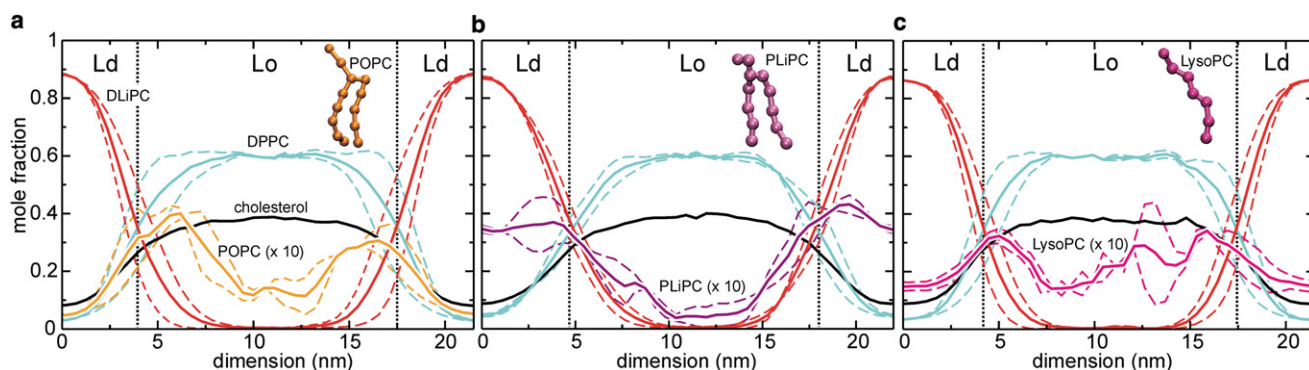 a
b
c
Ld
Lo
Ld
Ld
Lo
Ld
Ld
Lo
Ld
POPC
PLiPC
LysoPC
DLiPC
DPPC
cholesterol
POPC (x 10)
PLiPC (x 10)
LysoPC (x 10)
mole fraction
1
0.8
0.6
0.4
0.2
0
0 5 10 15 20
0 5 10 15 20
0 5 10 15 20
dimension (nm)
dimension (nm)
dimension (nm)